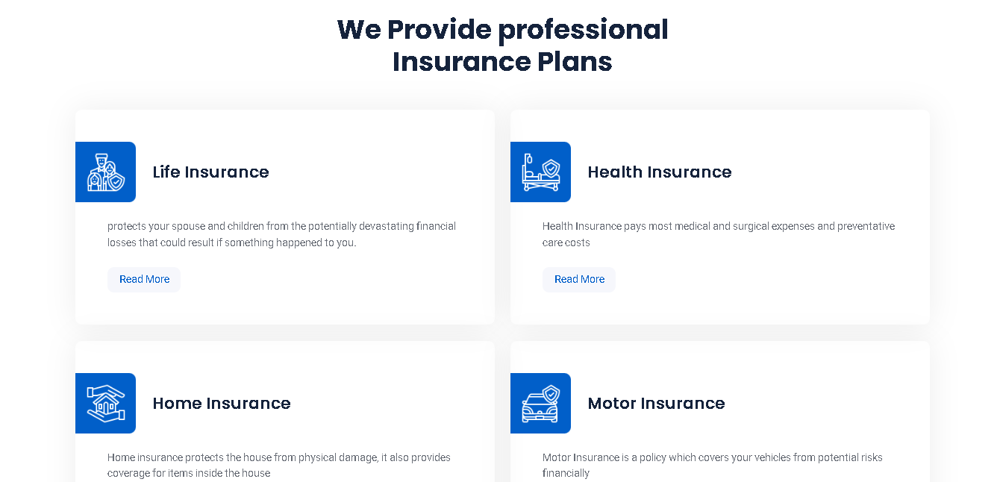 We Provide professional
Insurance Plans
Life Insurance
protects your spouse and children from the potentially devastating financial
losses that could result if something happened to you.
Read More
Health Insurance
Health Insurance pays most medical and surgical expenses and preventative
care costs
Read More
Home Insurance
Home insurance protects the house from physical damage, it also provides
coverage for items inside the house
Motor Insurance
Motor Insurance is a policy which covers your vehicles from potential risks
financially